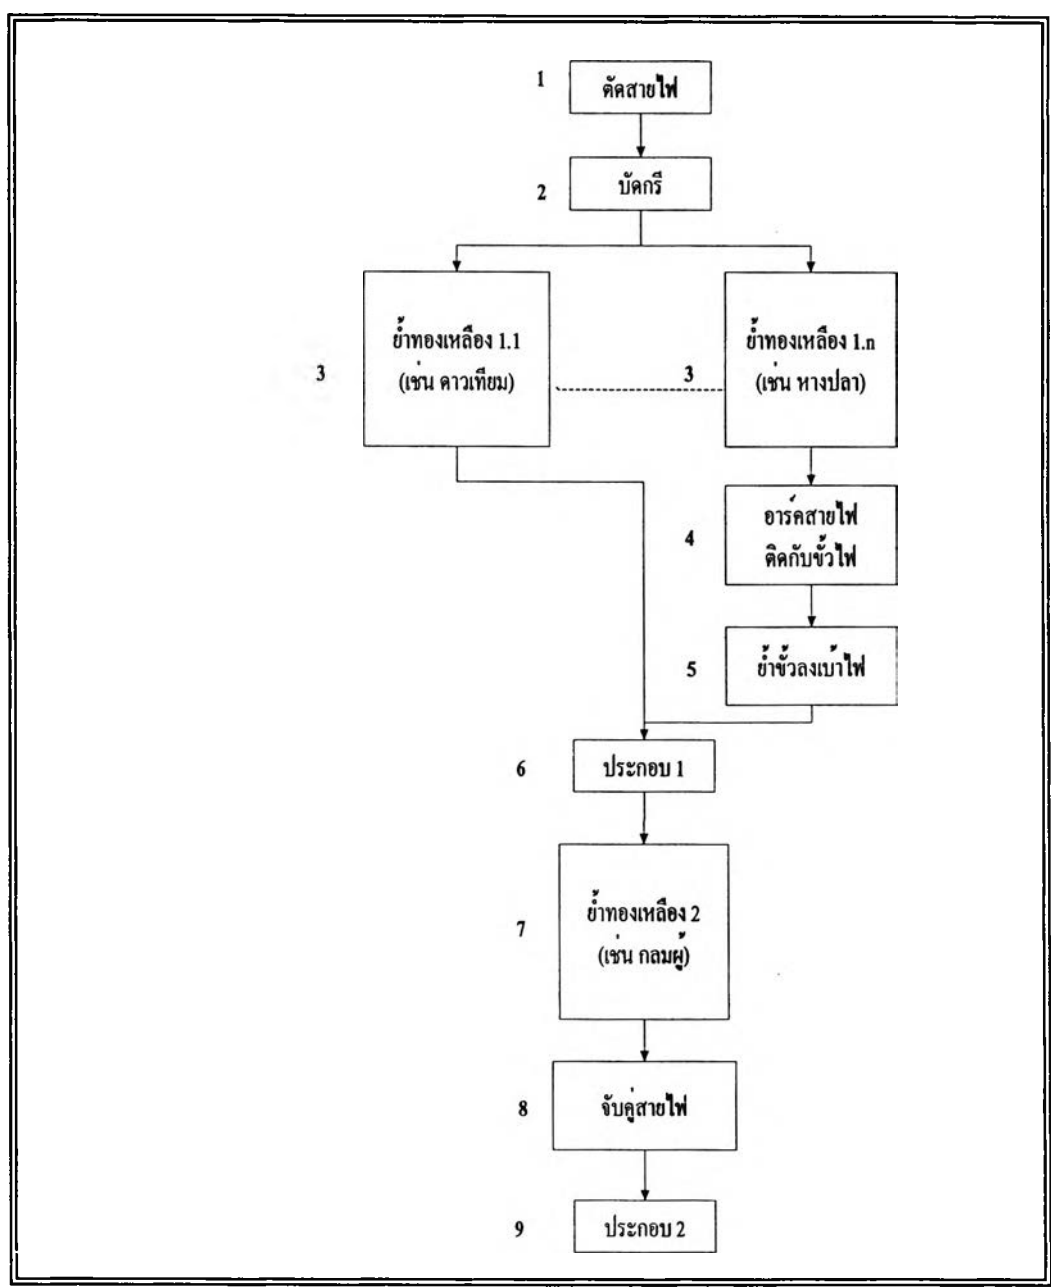 1
ตัดสายไฟ
2
บัดกรี
3
ย้ำทองเหลือง 1.1
(เช่น ดาวเทียม)
3
ย้ำทองเหลือง 1.n
(เช่น หางปลา)
4
อาร์คสายไฟ
ติดกับขั้วไฟ
5
ย้ำขั้วลงเบ้าไฟ
6
ประกอบ 1
7
ย้ำทองเหลือง 2
(เช่น กลมผู้)
8
จับคู่สายไฟ
9
ประกอบ 2